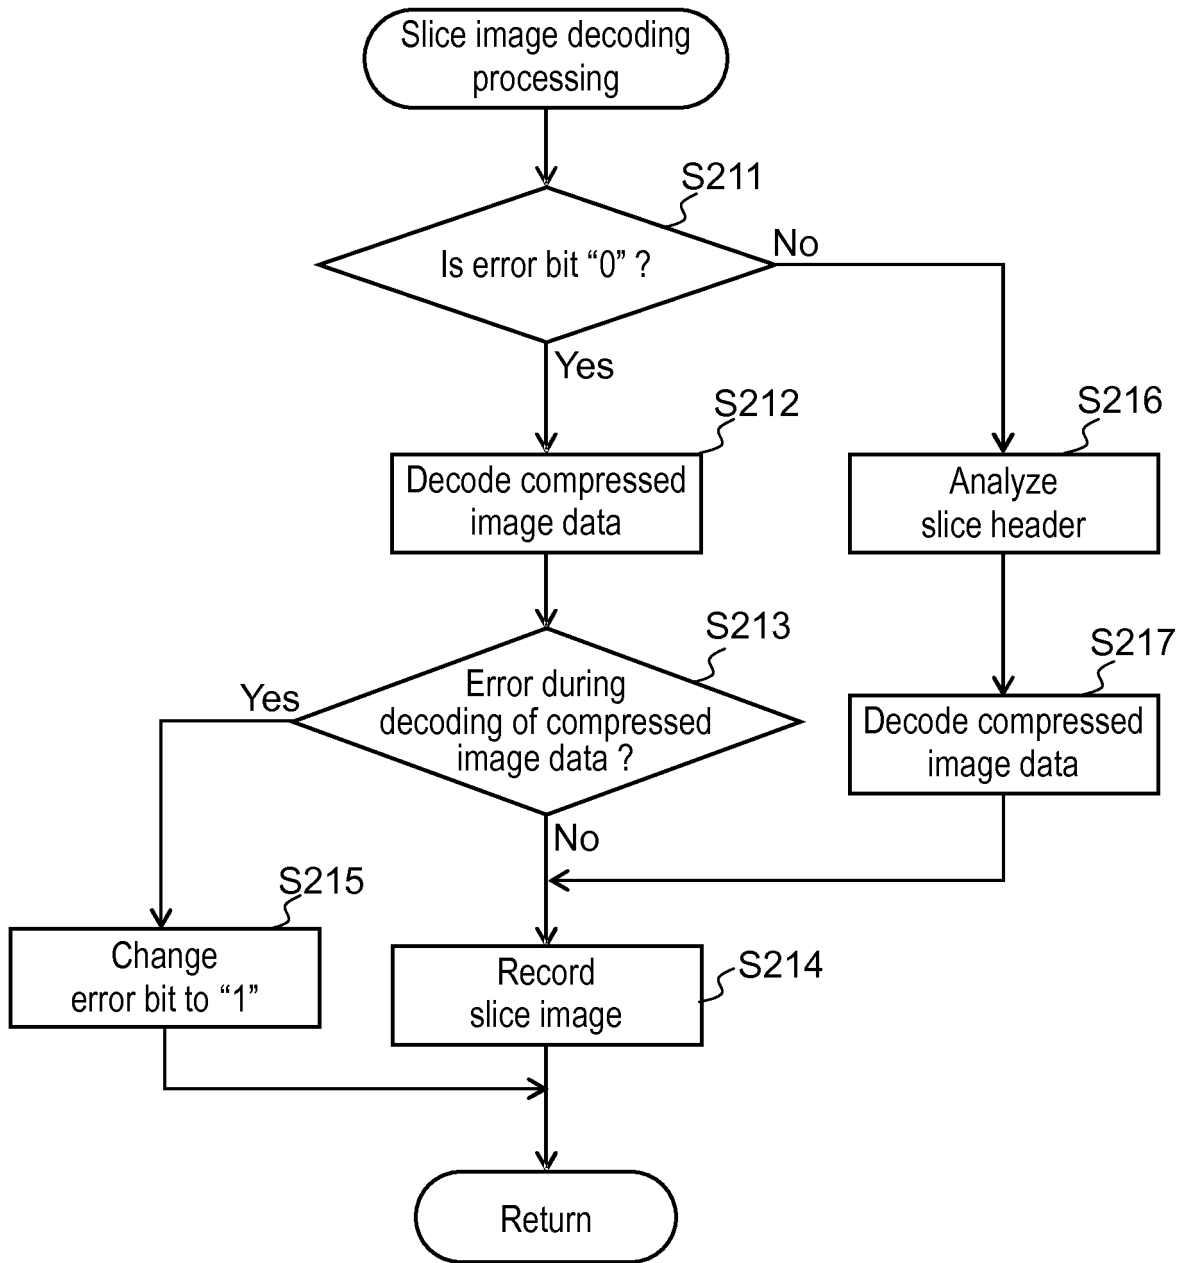 Slice image decoding
processing
S211
Is error bit “0” ?
No
Yes
S212
Decode compressed
image data
S216
Analyze
slice header
S213
Error during
decoding of compressed
image data ?
Yes
No
S217
Decode compressed
image data
S215
Change
error bit to “1”
S214
Record
slice image
Return